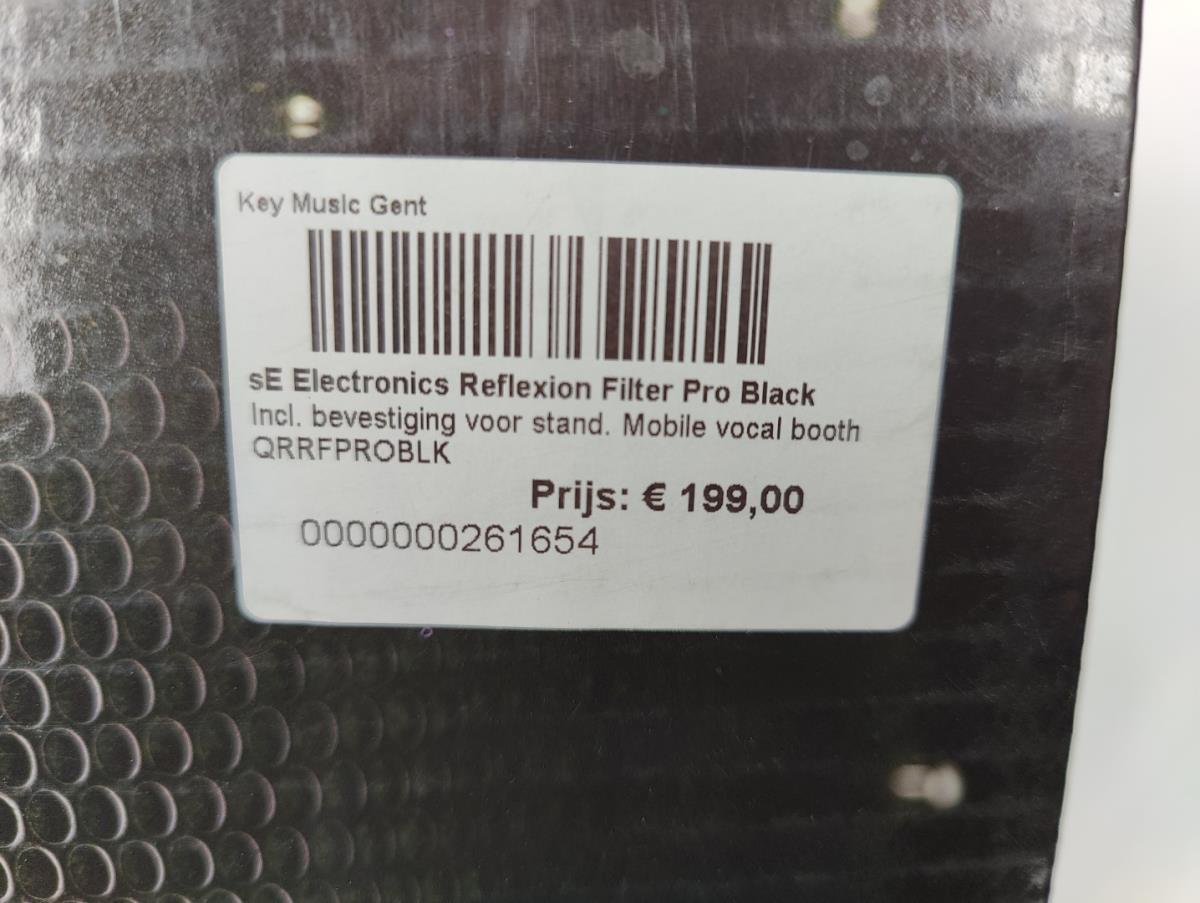 Key Music Gent
sE Electronics Reflexion Filter Pro Black
Incl. bevestiging voor stand. Mobile vocal booth
QRRFPROBLK
Prijs: € 199,00
0000000261654